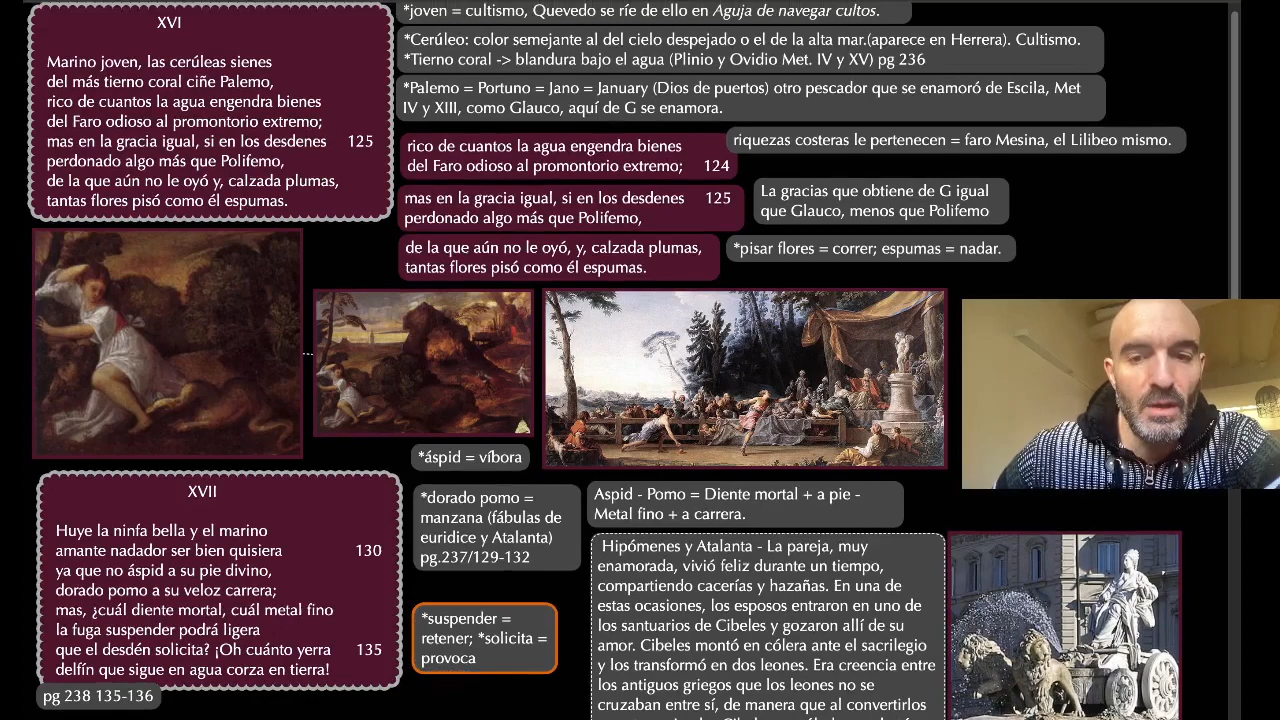 XVI
Marino joven, las cerúleas sienes
del más tierno coral ciñe Palemo,
rico de cuantos la agua engendra bienes
del Faro odioso al promontorio extremo;
mas en la gracia igual, si en los desdenes 125
perdonado algo más que Polifemo,
de la que aún no le oyó y, calzada plumas,
tantas flores pisó como él espumas.
*joven = cultismo, Quevedo se ríe de ello en Aguja de navegar cultos.
*Cerúleo: color semejante al del cielo despejado o el de la alta mar.(aparece en Herrera). Cultismo.
*Tierno coral -> blandura bajo el agua (Plinio y Ovidio Met. IV y XV) pg 236
*Palemo = Portuno = Jano = January (Dios de puertos) otro pescador que se enamoró de Escila, Met
IV y XIII, como Glauco, aquí de G se enamora.
rico de cuantos la agua engendra bienes
del Faro odioso al promontorio extremo; 124
riquezas costeras le pertenecen = faro Mesina, el Lilibeo mismo.
mas en la gracia igual, si en los desdenes 125
perdonado algo más que Polifemo,
La gracias que obtiene de G igual
que Glauco, menos que Polifemo
de la que aún no le oyó, y, calzada plumas,
tantas flores pisó como él espumas.
*pisar flores = correr; espumas = nadar.
*áspid = víbora
XVII
Huye la ninfa bella y el marino
amante nadador ser bien quisiera 130
ya que no áspid a su pie divino,
dorado pomo a su veloz carrera;
mas, ¿cuál diente mortal, cuál metal fino
la fuga suspender podrá ligera
que el desdén solicita? ¡Oh cuánto yerra 135
delfín que sigue en agua corza en tierra!
pg 238 135-136
*dorado pomo =
manzana (fábulas de
euridice y Atalanta)
pg.237/129-132
*suspender =
retener; *solicita =
provoca
Aspid - Pomo = Diente mortal + a pie -
Metal fino + a carrera.
Hipómenes y Atalanta - La pareja, muy
enamorada, vivió feliz durante un tiempo,
compartiendo cacerías y hazañas. En una de
estas ocasiones, los esposos entraron en uno de
los santuarios de Cibeles y gozaron allí de su
amor. Cibeles montó en cólera ante el sacrilegio
y los transformó en dos leones. Era creencia entre
los antiguos griegos que los leones no se
cruzaban entre sí, de manera que al convertirlos